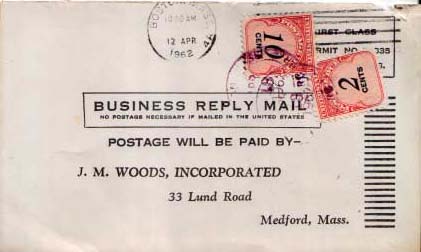 BOSTON, MASS.
12 APR
1962
FIRST CLASS
PERMIT NO. 335
10
CENTS
2
CENTS
BUSINESS REPLY MAIL
NO POSTAGE NECESSARY IF MAILED IN THE UNITED STATES
POSTAGE WILL BE PAID BY—
J. M. WOODS, INCORPORATED
33 Lund Road
Medford, Mass.